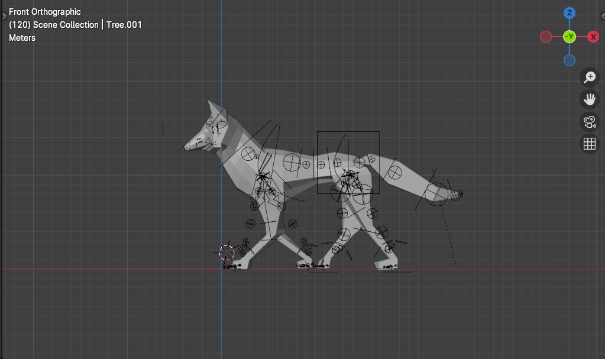 Front Orthographic
(120) Scene Collection | Tree.001
Meters
Z
-Y
X